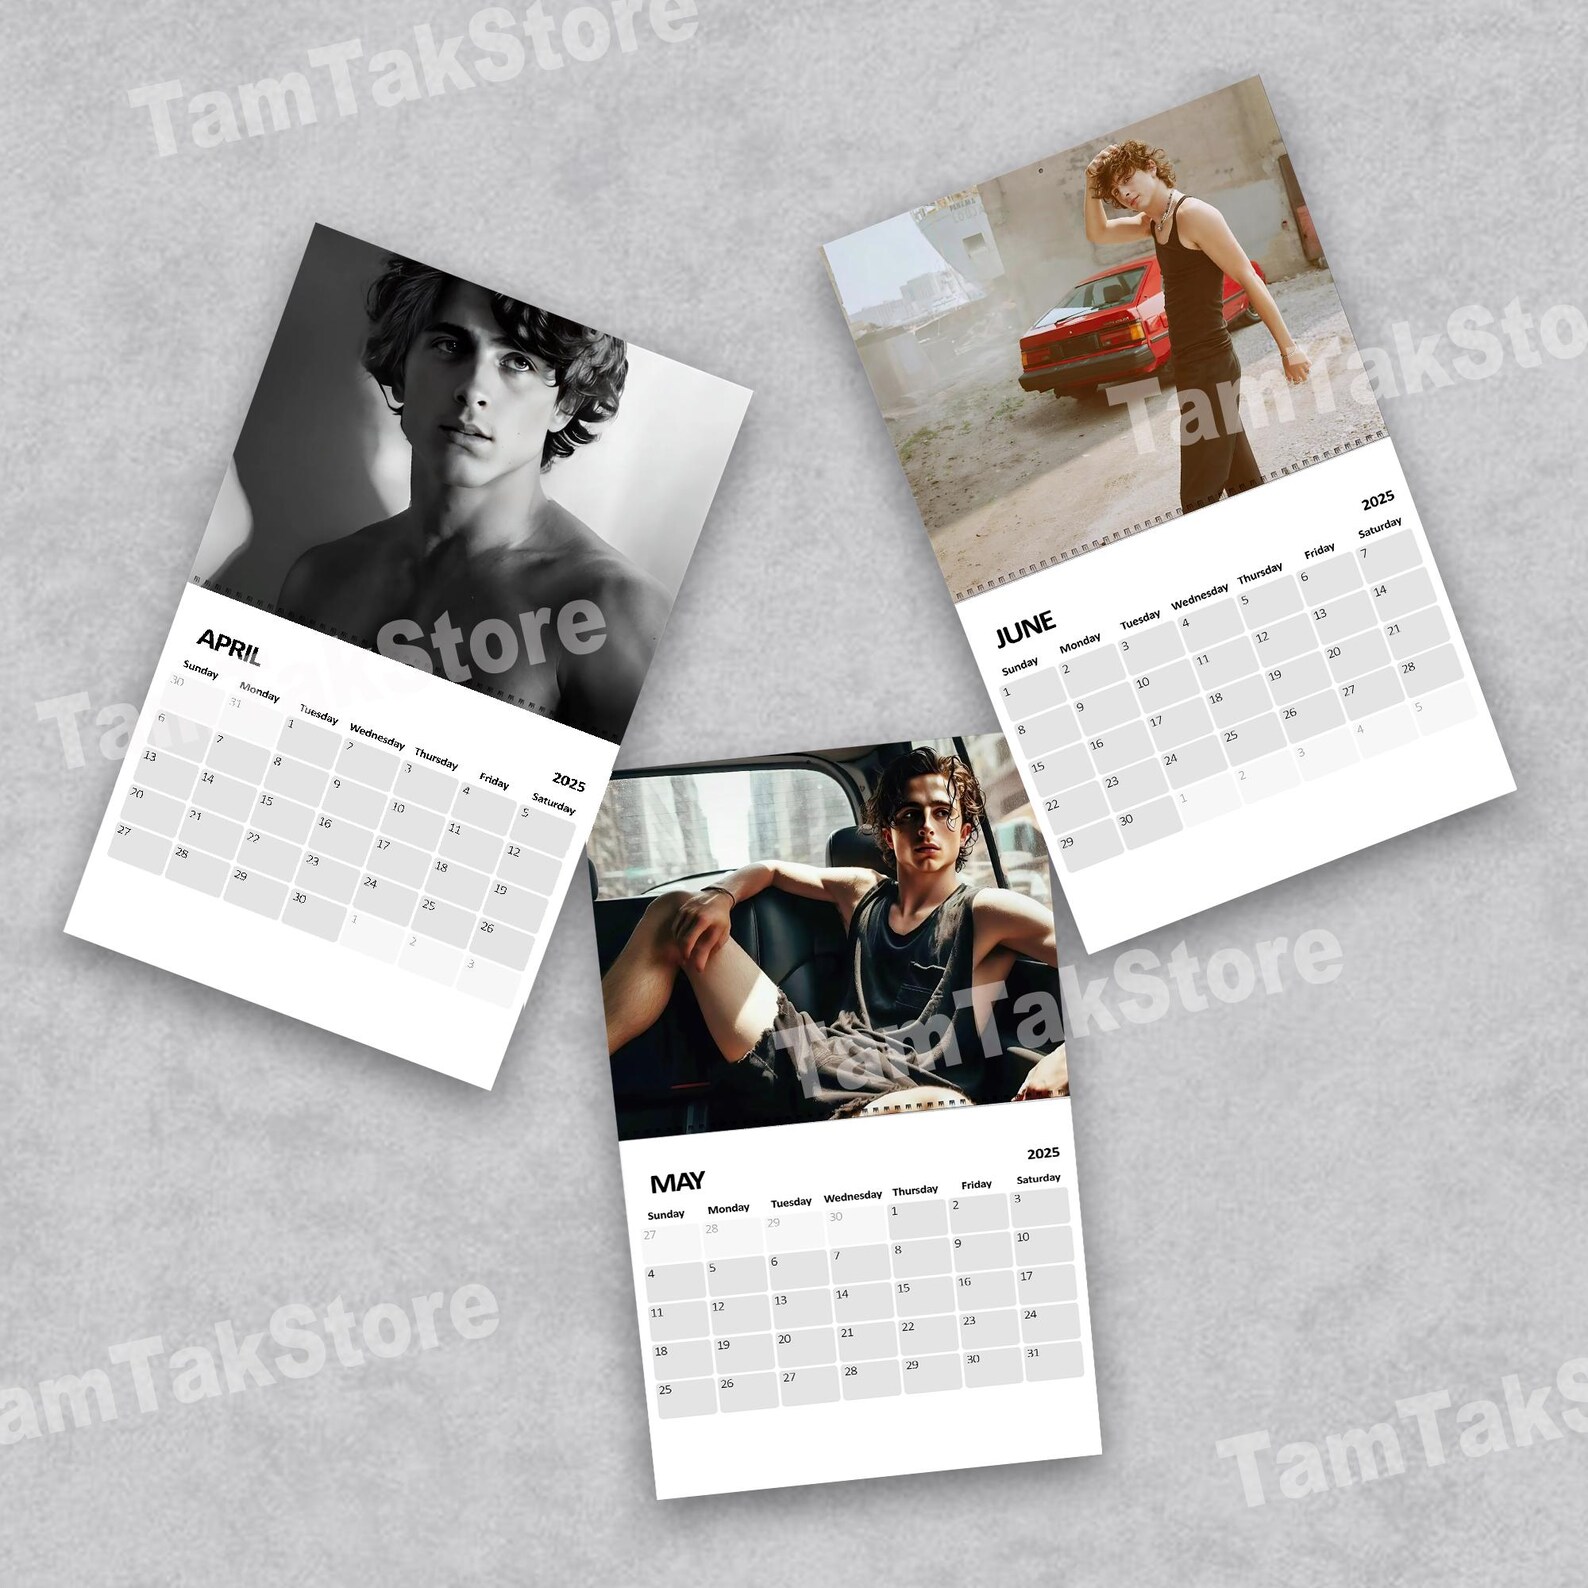 TamTakStore
TamTakStore
TamTakStore
TamTakStore
amTakStore
TamTakS
APRIL
2025
Sunday Monday Tuesday Wednesday Thursday Friday Saturday
30 31 1 2 3 4 5
6 7 8 9 10 11 12
13 14 15 16 17 18 19
20 21 22 23 24 25 26
27 28 29 30 1 2 3
JUNE
2025
Sunday Monday Tuesday Wednesday Thursday Friday Saturday
1 2 3 4 5 6 7
8 9 10 11 12 13 14
15 16 17 18 19 20 21
22 23 24 25 26 27 28
29 30 1 2 3 4 5
MAY
2025
Sunday Monday Tuesday Wednesday Thursday Friday Saturday
27 28 29 30 1 2 3
4 5 6 7 8 9 10
11 12 13 14 15 16 17
18 19 20 21 22 23 24
25 26 27 28 29 30 31